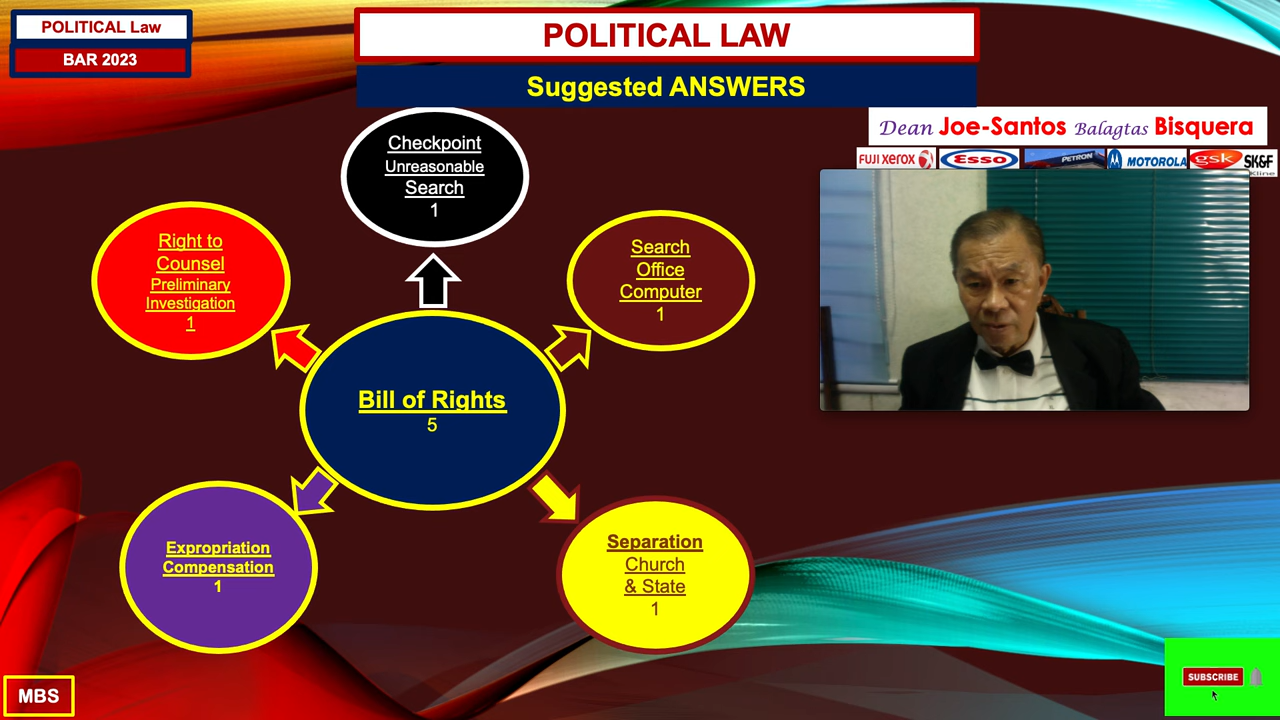 POLITICAL Law
BAR 2023
POLITICAL LAW
Suggested ANSWERS
Dean Joe-Santos Balagtas Bisquera
FUJI XEROX
Esso
PETRON
MOTOROLA
gsk
SK&F
Kline
Checkpoint
Unreasonable
Search
1
Right to
Counsel
Preliminary
Investigation
1
Search
Office
Computer
1
Bill of Rights
5
Expropriation
Compensation
1
Separation
Church
& State
1
MBS
SUBSCRIBE